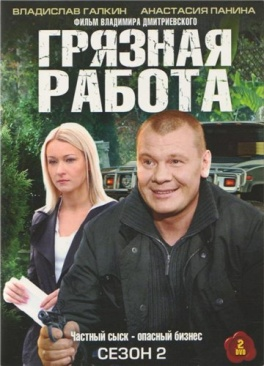 ВЛАДИСЛАВ ГАЛКИН АНАСТАСИЯ ПАНИНА
ФИЛЬМ ВЛАДИМИРА ДМИТРИЕВСКОГО
ГРЯЗНАЯ
РАБОТА
Частный сыск - опасный бизнес
СЕЗОН 2
2
DVD